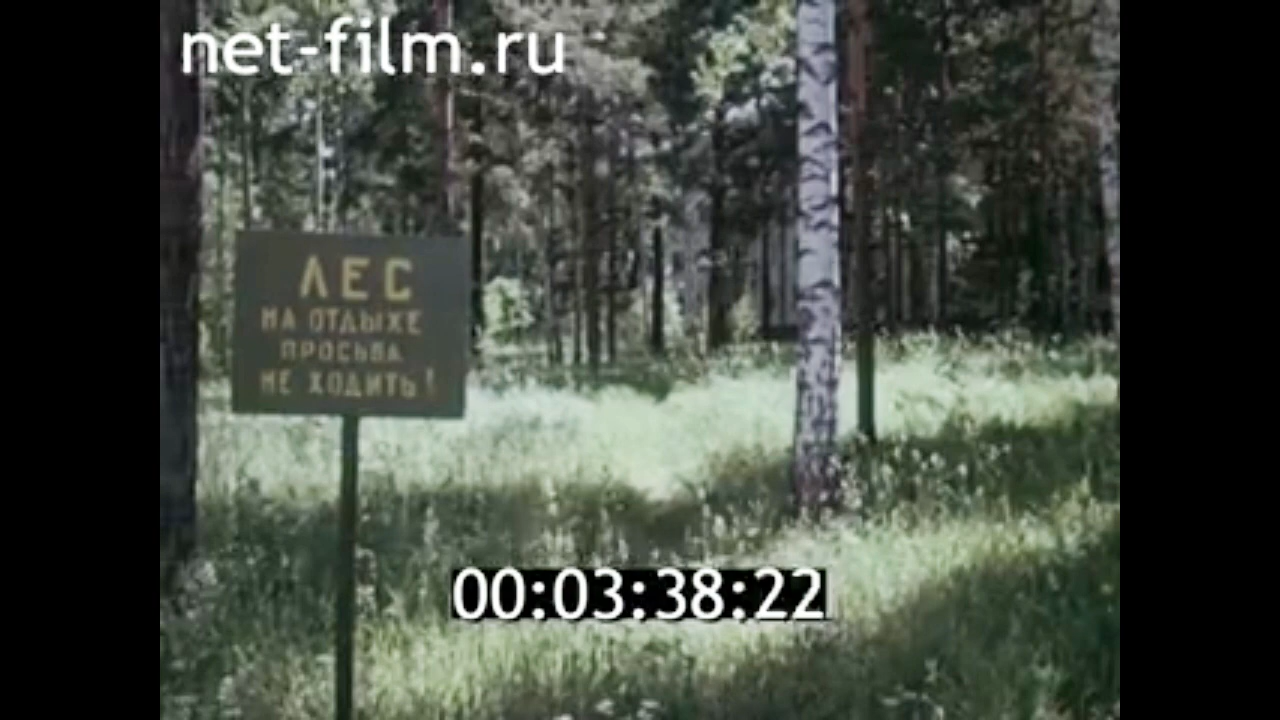 net-film.ru
ЛЕС
НА ОТДЫХЕ
ПРОСЬБА
НЕ ХОДИТЬ!
00:03:38:22